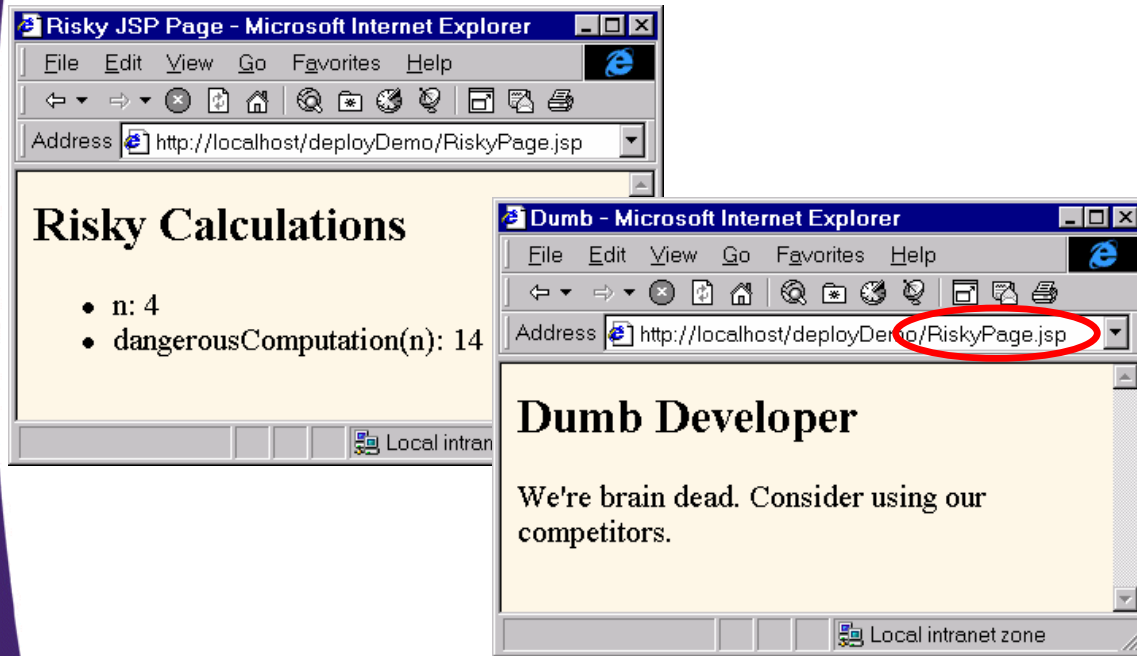 Risky JSP Page - Microsoft Internet Explorer
File Edit View Go Favorites Help
Address http://localhost/deployDemo/RiskyPage.jsp
Risky Calculations
n: 4
dangerousComputation(n): 14
Local intran
Dumb - Microsoft Internet Explorer
File Edit View Go Favorites Help
Address http://localhost/deployDemo/RiskyPage.jsp
Dumb Developer
We're brain dead. Consider using our
competitors.
Local intranet zone